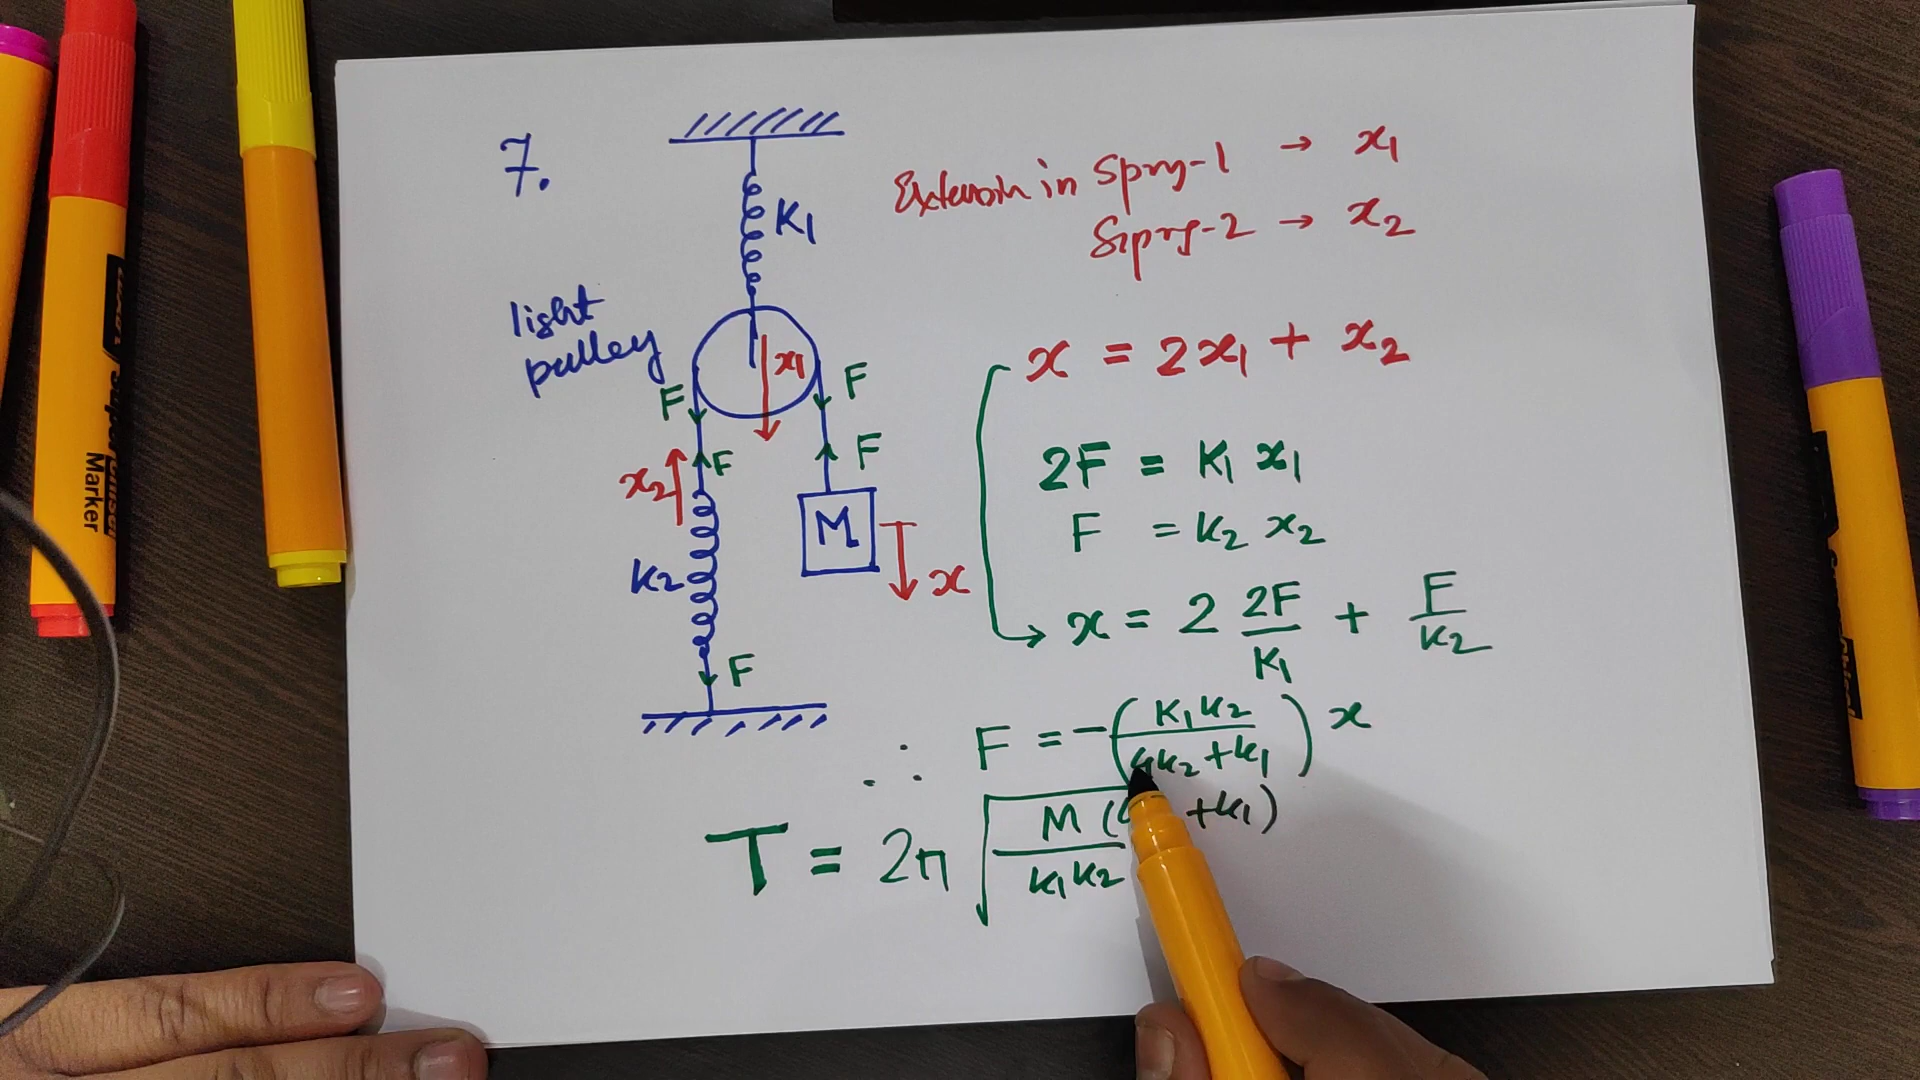 7.
K1
Extension in Spring-1 → x1
Spring-2 → x2
light
pulley
x1
F
F
F
F
x2
M
K2
x
F
x = 2x1 + x2
2F = K1 x1
F = K2 x2
x = 2 2F/K1 + F/K2
∴ F = -(K1K2/4K2+K1) x
T = 2π √M( +K1)/K1K2
Marker